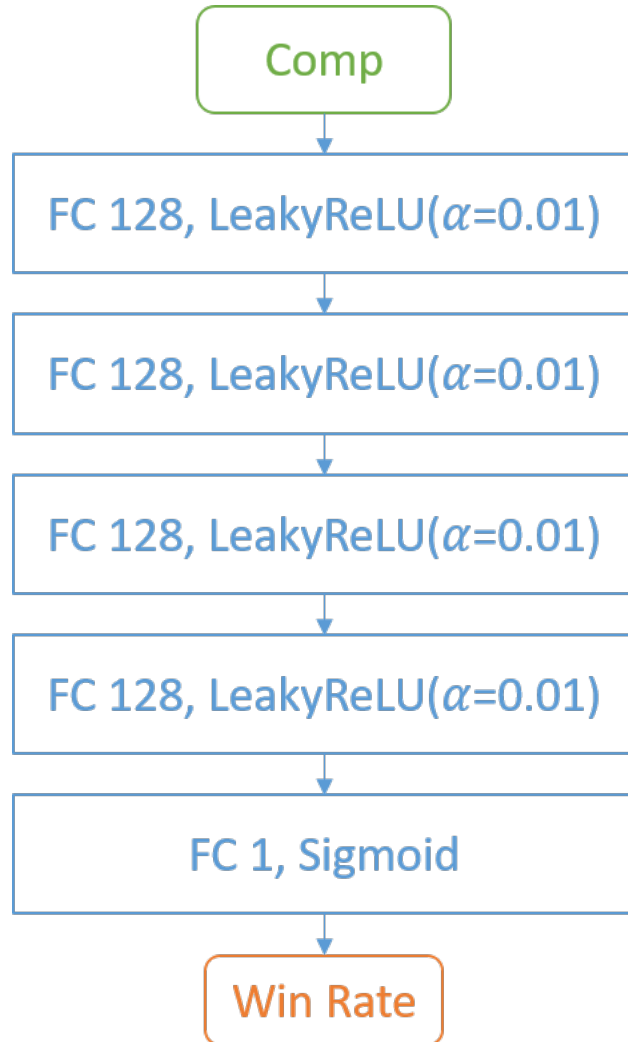 Comp
FC 128, LeakyReLU(α=0.01)
FC 128, LeakyReLU(α=0.01)
FC 128, LeakyReLU(α=0.01)
FC 128, LeakyReLU(α=0.01)
FC 1, Sigmoid
Win Rate